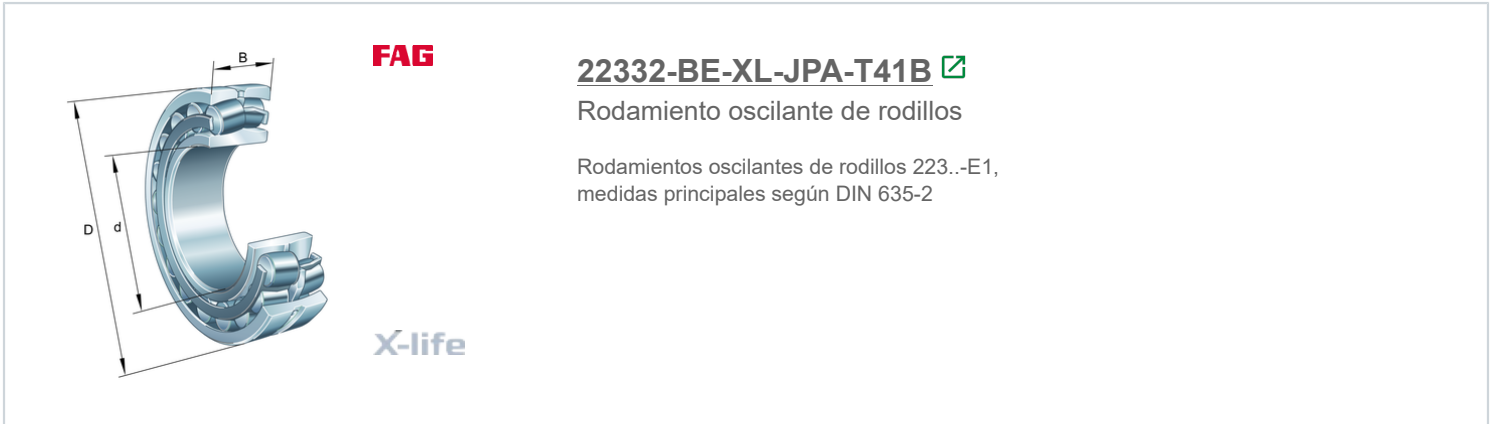 B
FAG
22332-BE-XL-JPA-T41B
Rodamiento oscilante de rodillos
Rodamientos oscilantes de rodillos 223..-E1,
medidas principales según DIN 635-2
D
d
X-life